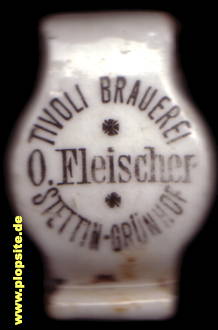 TIVOLI BRAUEREI
O. Fleischer
STETTIN-GRÜNHOF
www.plopsite.de